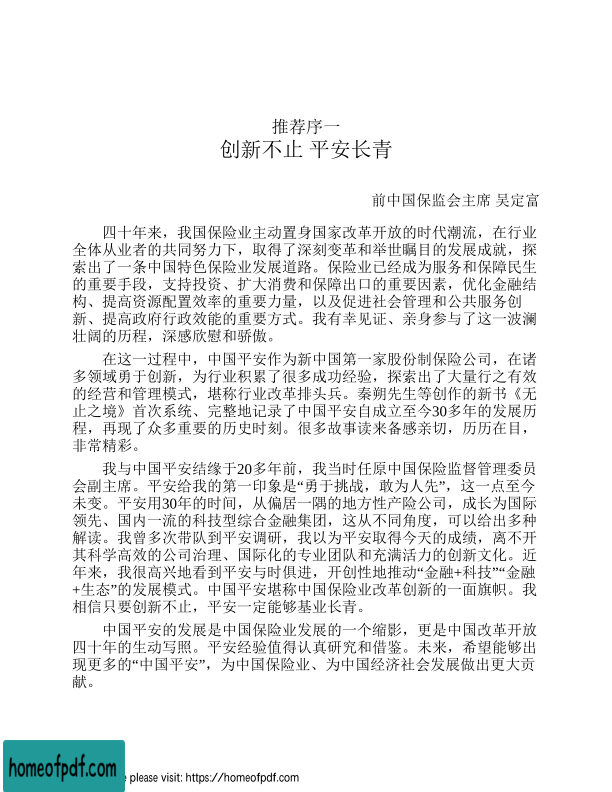 推荐序一
创新不止 平安长青
前中国保监会主席 吴定富
四十年来，我国保险业主动置身国家改革开放的时代潮流，在行业
全体从业者的共同努力下，取得了深刻变革和举世瞩目的发展成就，探
索出了一条中国特色保险业发展道路。保险业已经成为服务和保障民生
的重要手段，支持投资、扩大消费和保障出口的重要因素，优化金融结
构、提高资源配置效率的重要力量，以及促进社会管理和公共服务创
新、提高政府行政效能的重要方式。我有幸见证、亲身参与了这一波澜
壮阔的历程，深感欣慰和骄傲。
在这一过程中，中国平安作为新中国第一家股份制保险公司，在诸
多领域勇于创新，为行业积累了很多成功经验，探索出了大量行之有效
的经营和管理模式，堪称行业改革排头兵。秦朔先生等创作的新书《无
止之境》首次系统、完整地记录了中国平安自成立至今30多年的发展历
程，再现了众多重要的历史时刻。很多故事读来备感亲切，历历在目，
非常精彩。
我与中国平安结缘于20多年前，我当时任原中国保险监督管理委员
会副主席。平安给我的第一印象是“勇于挑战，敢为人先”，这一点至今
未变。平安用30年的时间，从偏居一隅的地方性产险公司，成长为国际
领先、国内一流的科技型综合金融集团，这从不同角度，可以给出多种
解读。我曾多次带队到平安调研，我以为平安取得今天的成绩，离不开
其科学高效的公司治理、国际化的专业团队和充满活力的创新文化。近
年来，我很高兴地看到平安与时俱进，开创性地推动“金融+科技”“金融
+生态”的发展模式。中国平安堪称中国保险业改革创新的一面旗帜。我
相信只要创新不止，平安一定能够基业长青。
中国平安的发展是中国保险业发展的一个缩影，更是中国改革开放
四十年的生动写照。平安经验值得认真研究和借鉴。未来，希望能够出
现更多的“中国平安”，为中国保险业、为中国经济社会发展做出更大贡
献。
homeofpdf.com
please visit: https://homeofpdf.com